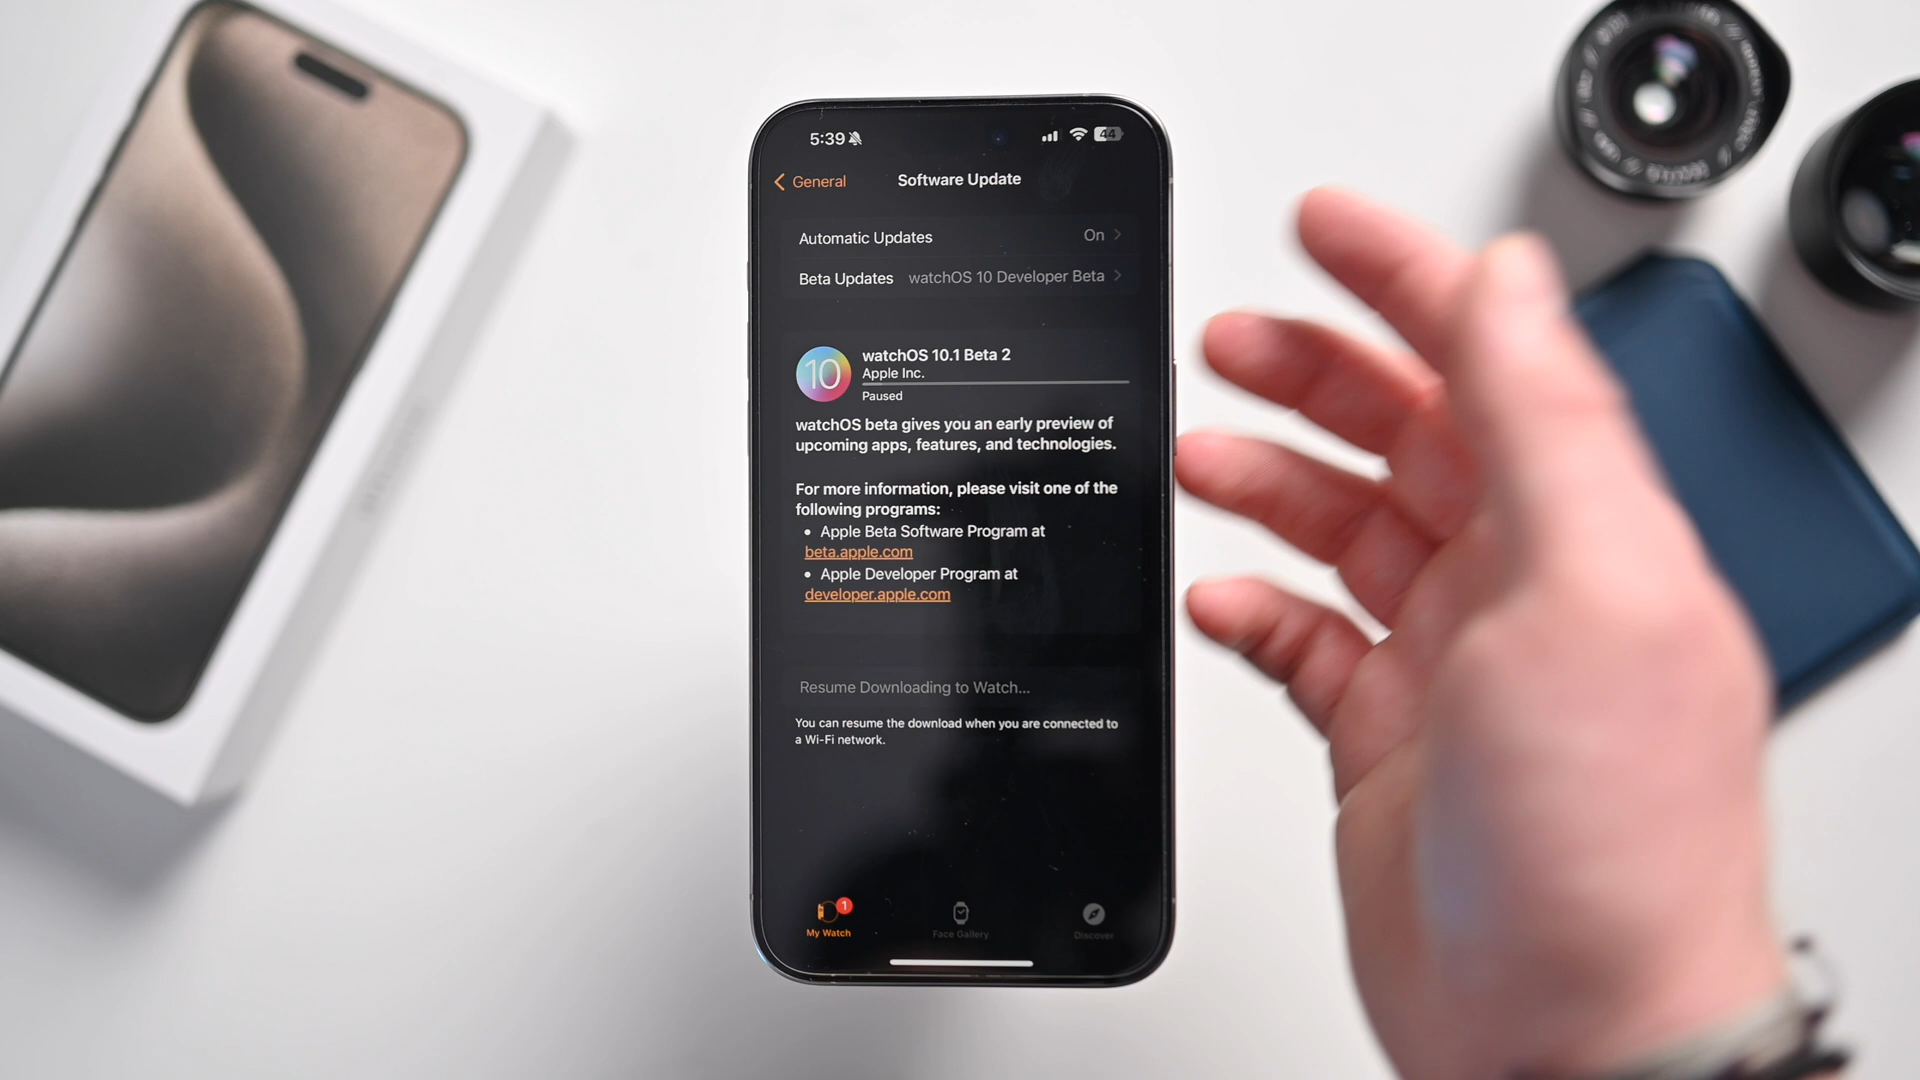 5:39
44
General
Software Update
Automatic Updates On
Beta Updates watchOS 10 Developer Beta
10
watchOS 10.1 Beta 2
Apple Inc.
Paused
watchOS beta gives you an early preview of
upcoming apps, features, and technologies.
For more information, please visit one of the
following programs:
• Apple Beta Software Program at
beta.apple.com
• Apple Developer Program at
developer.apple.com
Resume Downloading to Watch...
You can resume the download when you are connected to
a Wi-Fi network.
1
My Watch
Face Gallery
Discover